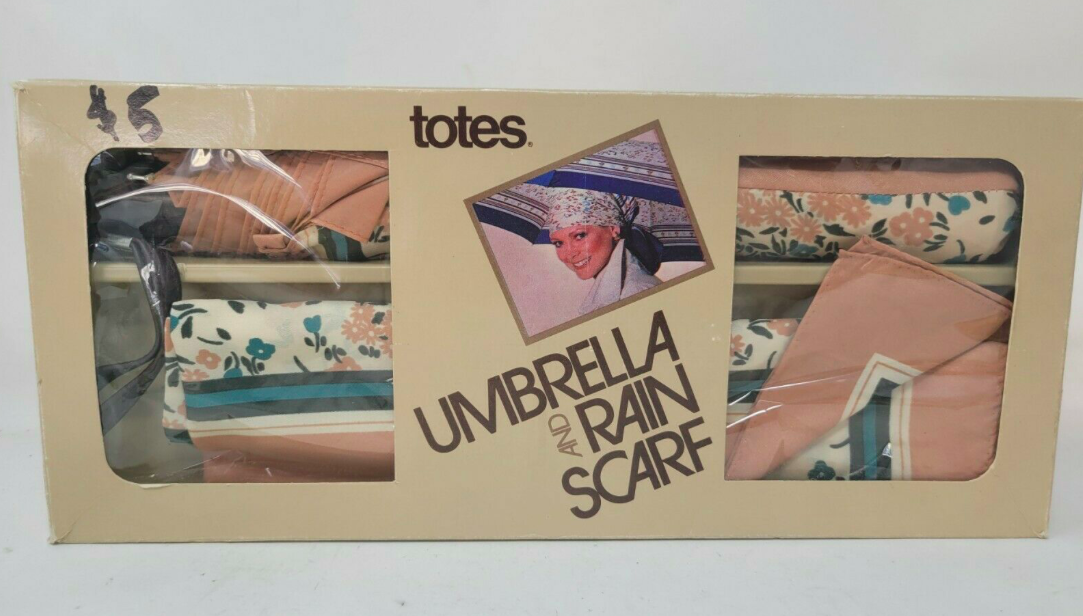 $5
totes®
UMBRELLA
AND RAIN
SCARF